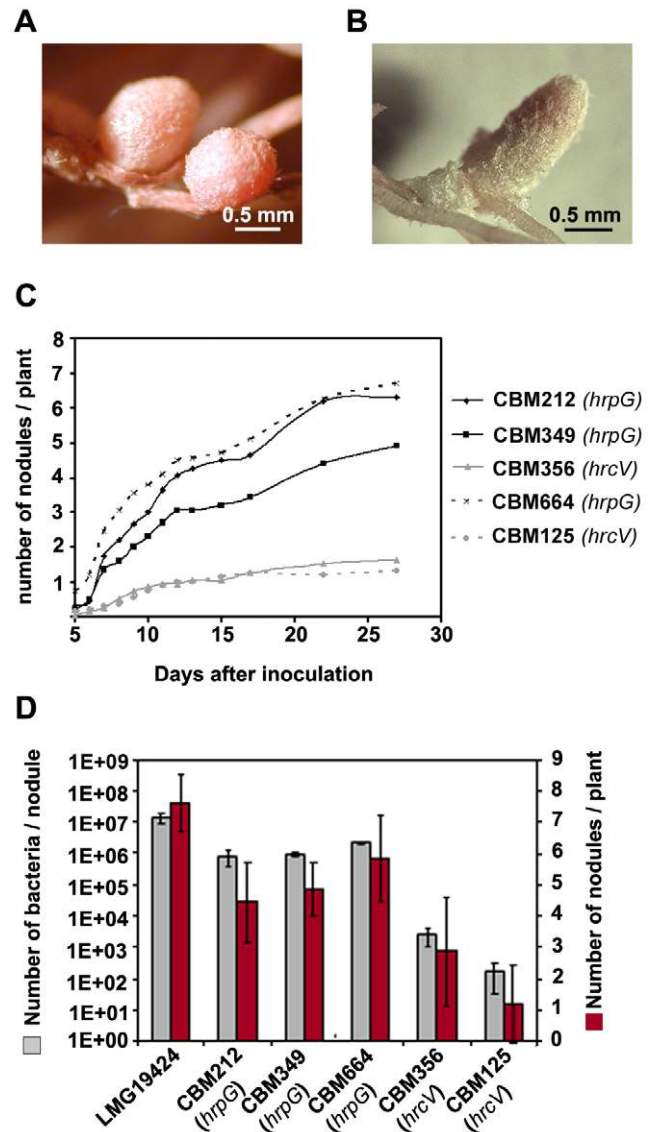 A
B
0.5 mm
0.5 mm
C
number of nodules / plant
8
7
6
5
4
3
2
1
5
10
15
20
25
30
Days after inoculation
CBM212 (hrpG)
CBM349 (hrpG)
CBM356 (hrcV)
CBM664 (hrpG)
CBM125 (hrcV)
D
Number of bacteria / nodule
1E+09
1E+08
1E+07
1E+06
1E+05
1E+04
1E+03
1E+02
1E+01
1E+00
9
8
7
6
5
4
3
2
1
0
Number of nodules / plant
LMG19424
CBM212 (hrpG)
CBM349 (hrpG)
CBM664 (hrpG)
CBM356 (hrcV)
CBM125 (hrcV)